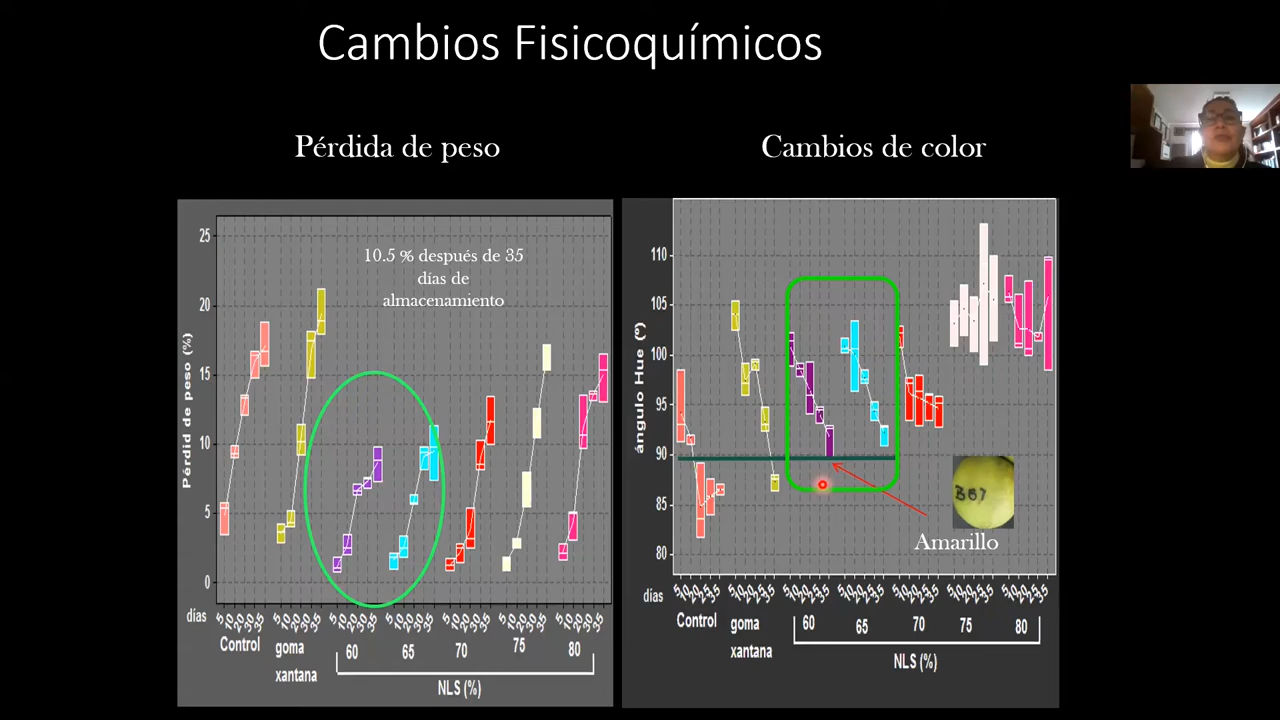 Cambios Fisicoquímicos
Pérdida de peso
Cambios de color
Pérdid de peso (%)
25
20
15
10
5
0
10.5 % después de 35
días de
almacenamiento
días
Control
goma
xantana
60
65
70
75
80
NLS (%)
ángulo Hue (º)
110
105
100
95
90
85
80
BG7
Amarillo
días
Control
goma
xantana
60
65
70
75
80
NLS (%)